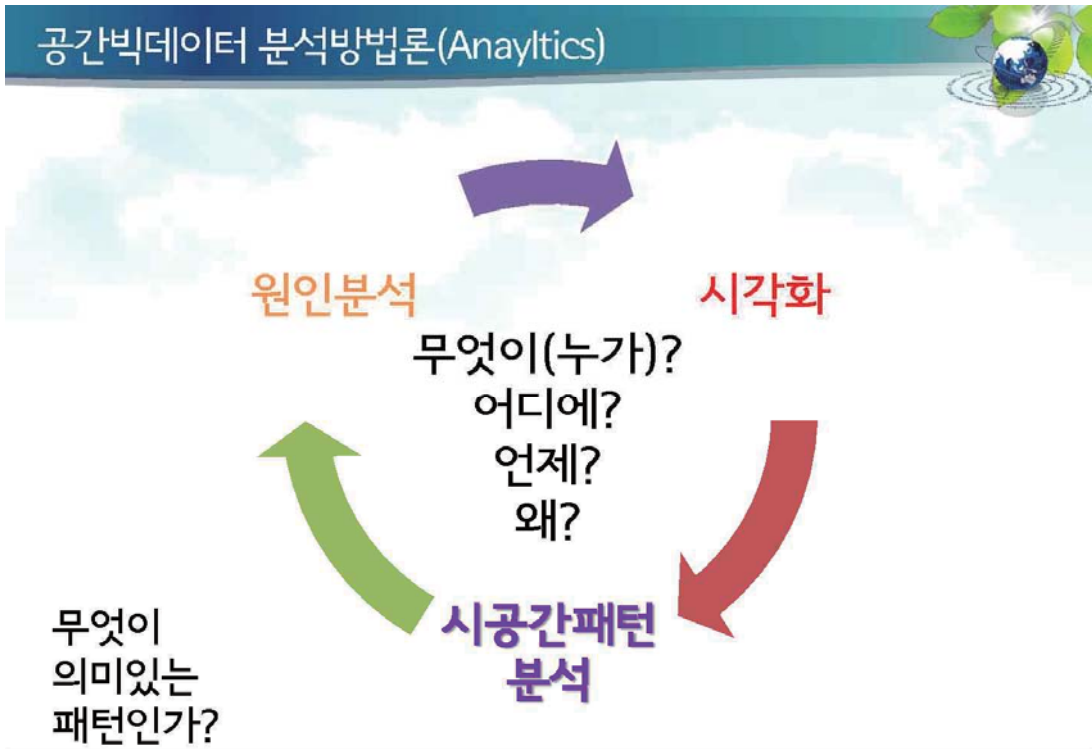 공간빅데이터 분석방법론(Anayltics)
원인분석
시각화
무엇이(누가)?
어디에?
언제?
왜?
시공간패턴
분석
무엇이
의미있는
패턴인가?